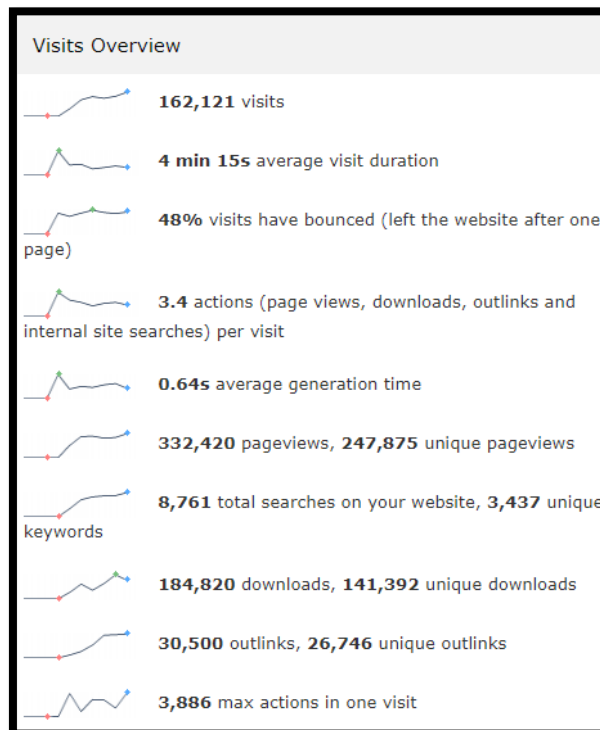 Visits Overview
162,121 visits
4 min 15s average visit duration
48% visits have bounced (left the website after one
page)
3.4 actions (page views, downloads, outlinks and
internal site searches) per visit
0.64s average generation time
332,420 pageviews, 247,875 unique pageviews
8,761 total searches on your website, 3,437 unique
keywords
184,820 downloads, 141,392 unique downloads
30,500 outlinks, 26,746 unique outlinks
3,886 max actions in one visit